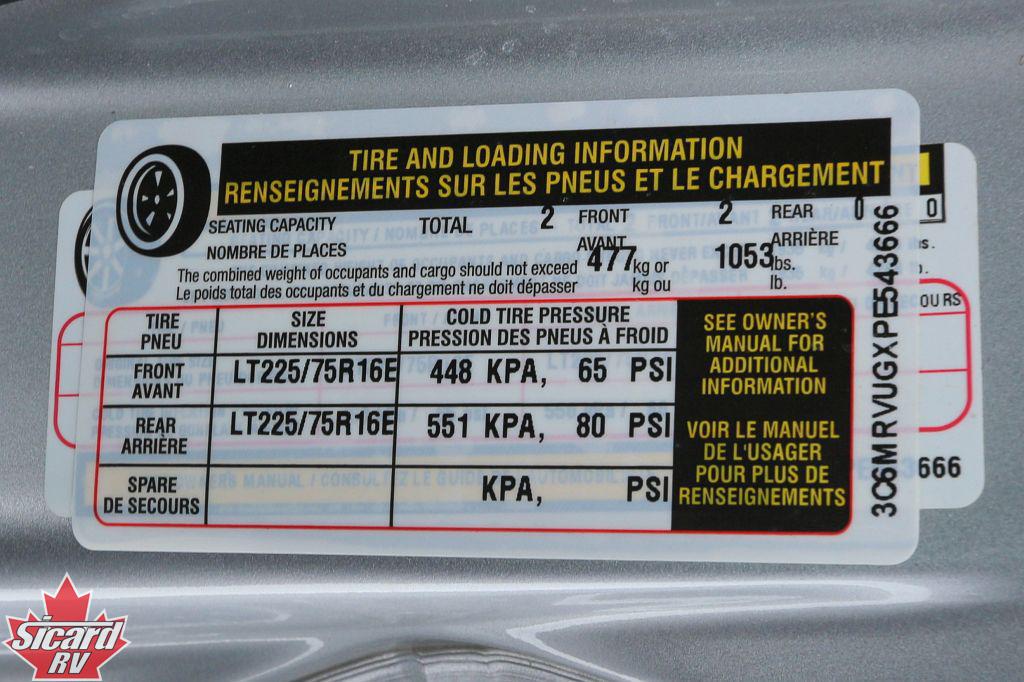 TIRE AND LOADING INFORMATION
RENSEIGNEMENTS SUR LES PNEUS ET LE CHARGEMENT
SEATING CAPACITY TOTAL 2 FRONT 2 REAR 0
NOMBRE DE PLACES AVANT ARRIÈRE
The combined weight of occupants and cargo should not exceed 477 kg or 1053 lbs.
Le poids total des occupants et du chargement ne doit dépasser kg ou lb.
TIRE SIZE COLD TIRE PRESSURE
PNEU DIMENSIONS PRESSION DES PNEUS À FROID
FRONT LT225/75R16E 448 KPA, 65 PSI
AVANT
REAR LT225/75R16E 551 KPA, 80 PSI
ARRIÈRE
SPARE KPA, PSI
DE SECOURS
SEE OWNER'S
MANUAL FOR
ADDITIONAL
INFORMATION
VOIR LE MANUEL
DE L'USAGER
POUR PLUS DE
RENSEIGNEMENTS
3C6MRVUGXPE543666
0
OURS
666
Sicard
RV